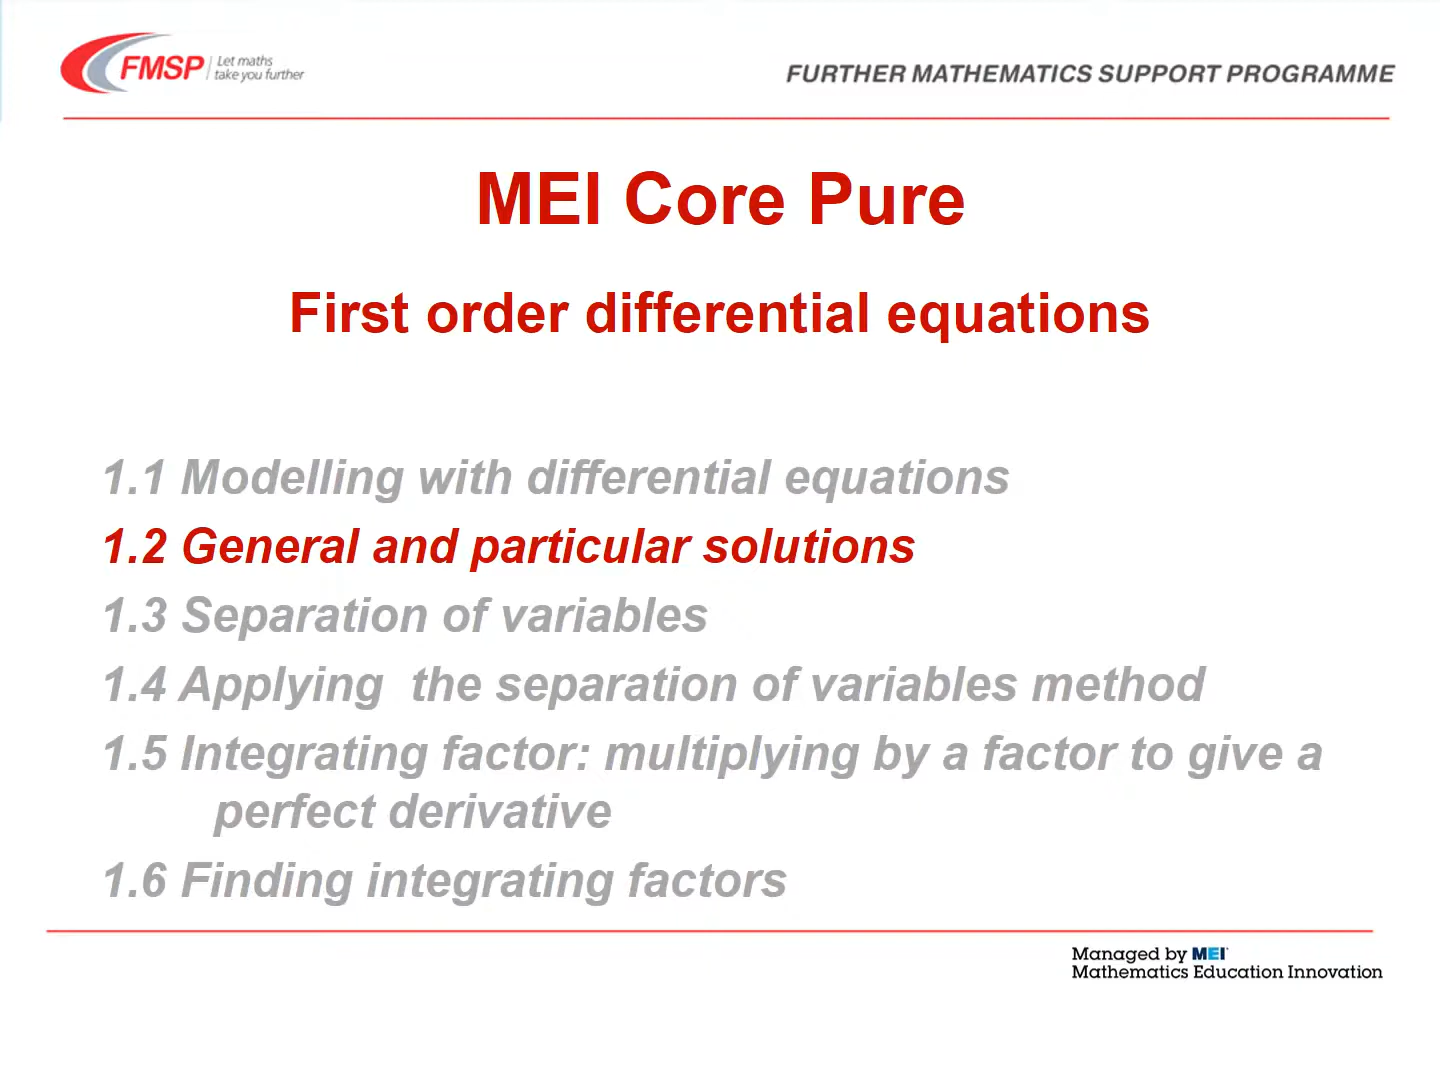 FMSP Let maths
take you further
FURTHER MATHEMATICS SUPPORT PROGRAMME
MEI Core Pure
First order differential equations
1.1 Modelling with differential equations
1.2 General and particular solutions
1.3 Separation of variables
1.4 Applying the separation of variables method
1.5 Integrating factor: multiplying by a factor to give a
perfect derivative
1.6 Finding integrating factors
Managed by MEI
Mathematics Education Innovation